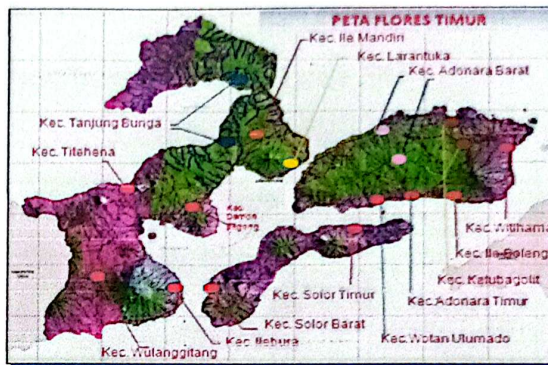 PETA FLORES TIMUR
Kec. Ile Mandiri
Kec. Larantuka
Kec. Adonara Barat
Kec. Tanjung Bunga
Kec. Titehena
Kec.
Kec. Witihama
Kec. Ile Boleng
Kec. Kelubagolit
Kec. Solor Timur
Kec. Adonara Timur
Kec. Solor Barat
Kec. Ilebura
Kec. Wotan Ulumado
Kec. Wulanggitang